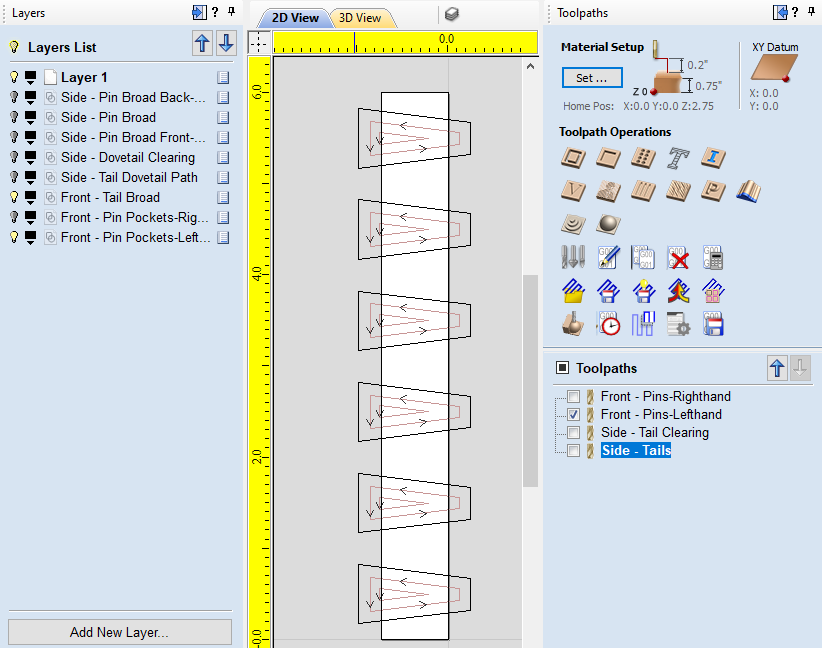 Layers
?
Layers List
Layer 1
Side - Pin Broad Back-...
Side - Pin Broad
Side - Pin Broad Front-...
Side - Dovetail Clearing
Side - Tail Dovetail Path
Front - Tail Broad
Front - Pin Pockets-Rig...
Front - Pin Pockets-Left...
Add New Layer...
2D View
3D View
0.0
6.0
4.0
2.0
-0.0
Toolpaths
?
Material Setup
Set ...
0.2"
0.75"
Z 0
Home Pos: X:0.0 Y:0.0 Z:2.75
XY Datum
X: 0.0
Y: 0.0
Toolpath Operations
Toolpaths
Front - Pins-Righthand
Front - Pins-Lefthand
Side - Tail Clearing
Side - Tails